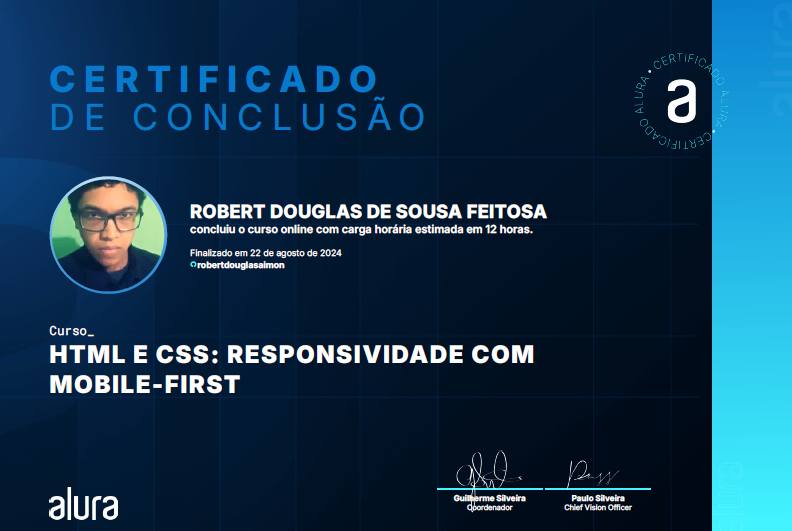 CERTIFICADO
DE CONCLUSÃO
CERTIFICADO ALURA • CERTIFICADO ALURA •
a
ROBERT DOUGLAS DE SOUSA FEITOSA
concluiu o curso online com carga horária estimada em 12 horas.
Finalizado em 22 de agosto de 2024
robertdouglasaimon
Curso_
HTML E CSS: RESPONSIVIDADE COM
MOBILE-FIRST
alura
Guilherme Silveira
Coordenador
Paulo Silveira
Chief Vision Officer
alura
alura